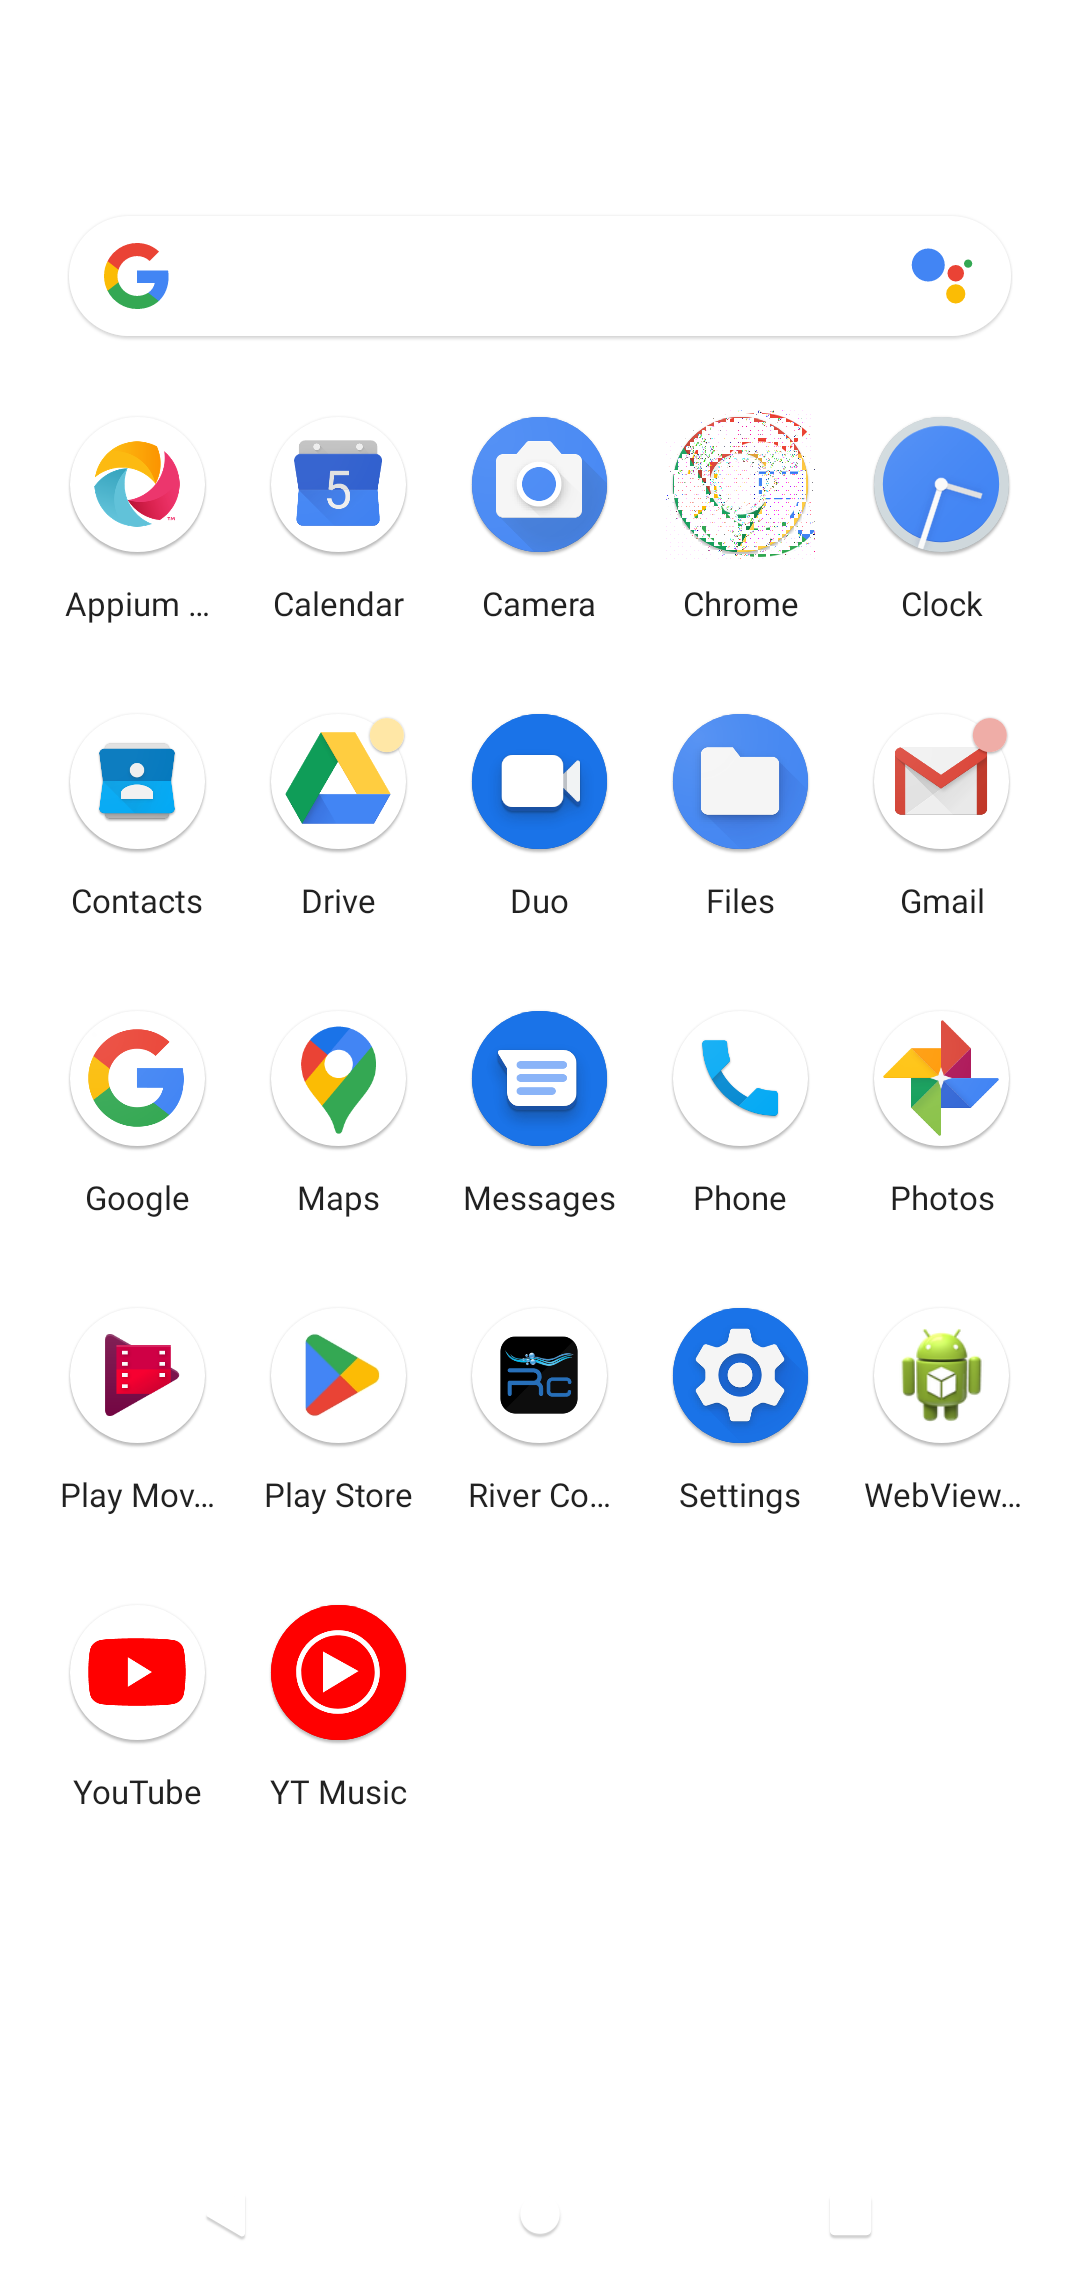 Appium ... Calendar Camera Chrome Clock
5
Contacts Drive Duo Files Gmail
Google Maps Messages Phone Photos
Rc
Play Mov... Play Store River Co... Settings WebView...
YouTube YT Music